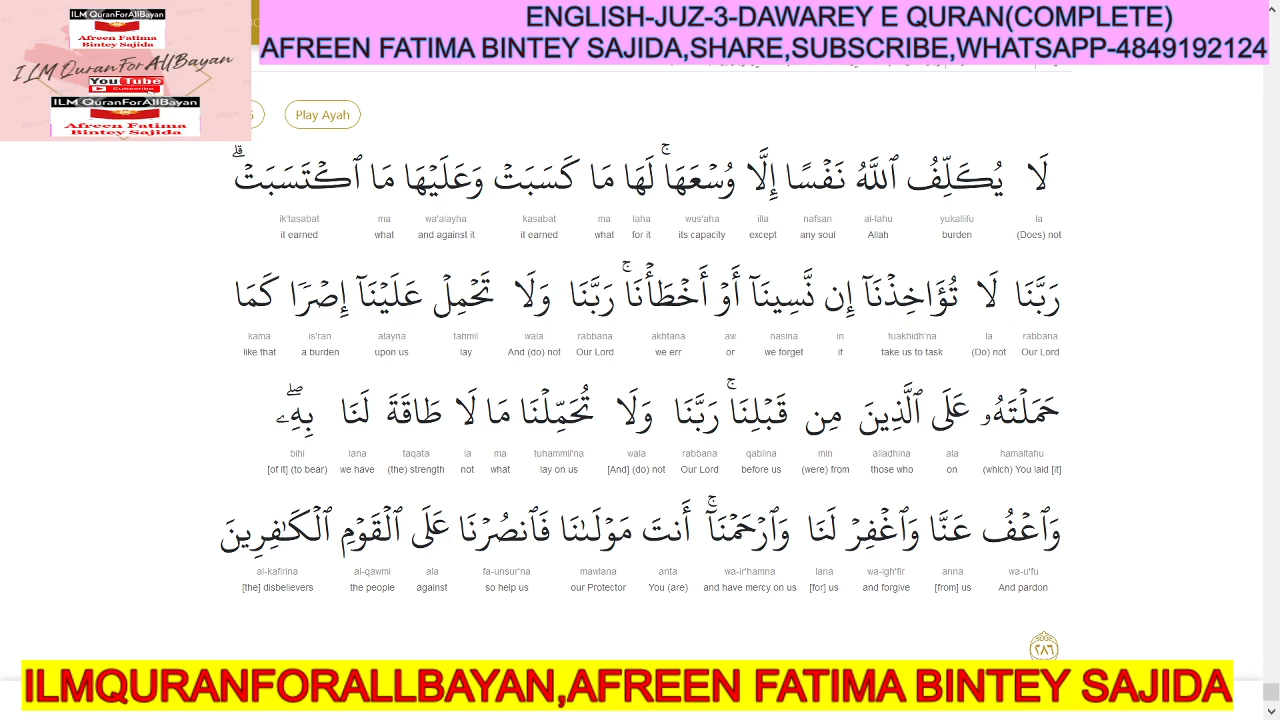 ILM QuranForAllBayan
Afreen Fatima
Bintey Sajida
ILM QuranForAllBayan
YouTube
Subscribe
ILM QuranForAllBayan
Afreen Fatima
Bintey Sajida
ENGLISH-JUZ-3-DAWAREY E QURAN(COMPLETE)
AFREEN FATIMA BINTEY SAJIDA,SHARE,SUBSCRIBE,WHATSAPP-4849192124
Play Ayah
لَا يُكَلِّفُ ٱللَّهُ نَفْسًا إِلَّا وُسْعَهَا ۚ لَهَا مَا كَسَبَتْ وَعَلَيْهَا مَا ٱكْتَسَبَتْ ۗ
ik'tasabat ma wa'alayha kasabat ma laha wus'aha illa nafsan al-lahu yukallifu la
it earned what and against it it earned what for it its capacity except any soul Allah burden (Does) not
رَبَّنَا لَا تُؤَاخِذْنَآ إِن نَّسِينَآ أَوْ أَخْطَأْنَا ۚ رَبَّنَا وَلَا تَحْمِلْ عَلَيْنَآ إِصْرًا كَمَا
kama is'ran alayna tahmil wala rabbana akhtana aw nasina in tuakhidh'na la rabbana
like that a burden upon us lay And (do) not Our Lord we err or we forget if take us to task (Do) not Our Lord
حَمَلْتَهُۥ عَلَى ٱلَّذِينَ مِن قَبْلِنَا ۚ رَبَّنَا وَلَا تُحَمِّلْنَا مَا لَا طَاقَةَ لَنَا بِهِۦ ۖ
bihi lana taqata la ma tuhammil'na wala rabbana qablina min alladhina ala hamaltahu
[of it] (to bear) we have (the) strength not what lay on us [And] (do) not Our Lord before us (were) from those who on (which) You laid [it]
وَٱعْفُ عَنَّا وَٱغْفِرْ لَنَا وَٱرْحَمْنَآ ۚ أَنتَ مَوْلَىٰنَا فَٱنصُرْنَا عَلَى ٱلْقَوْمِ ٱلْكَـٰفِرِينَ
al-kafirina al-qawmi ala fa-unsur'na mawlana anta wa-ir'hamna lana wa-igh'fir anna wa-u'fu
[the] disbelievers the people against so help us our Protector You (are) and have mercy on us [for] us and forgive [from] us And pardon
٢٨٦
ILMQURANFORALLBAYAN,AFREEN FATIMA BINTEY SAJIDA